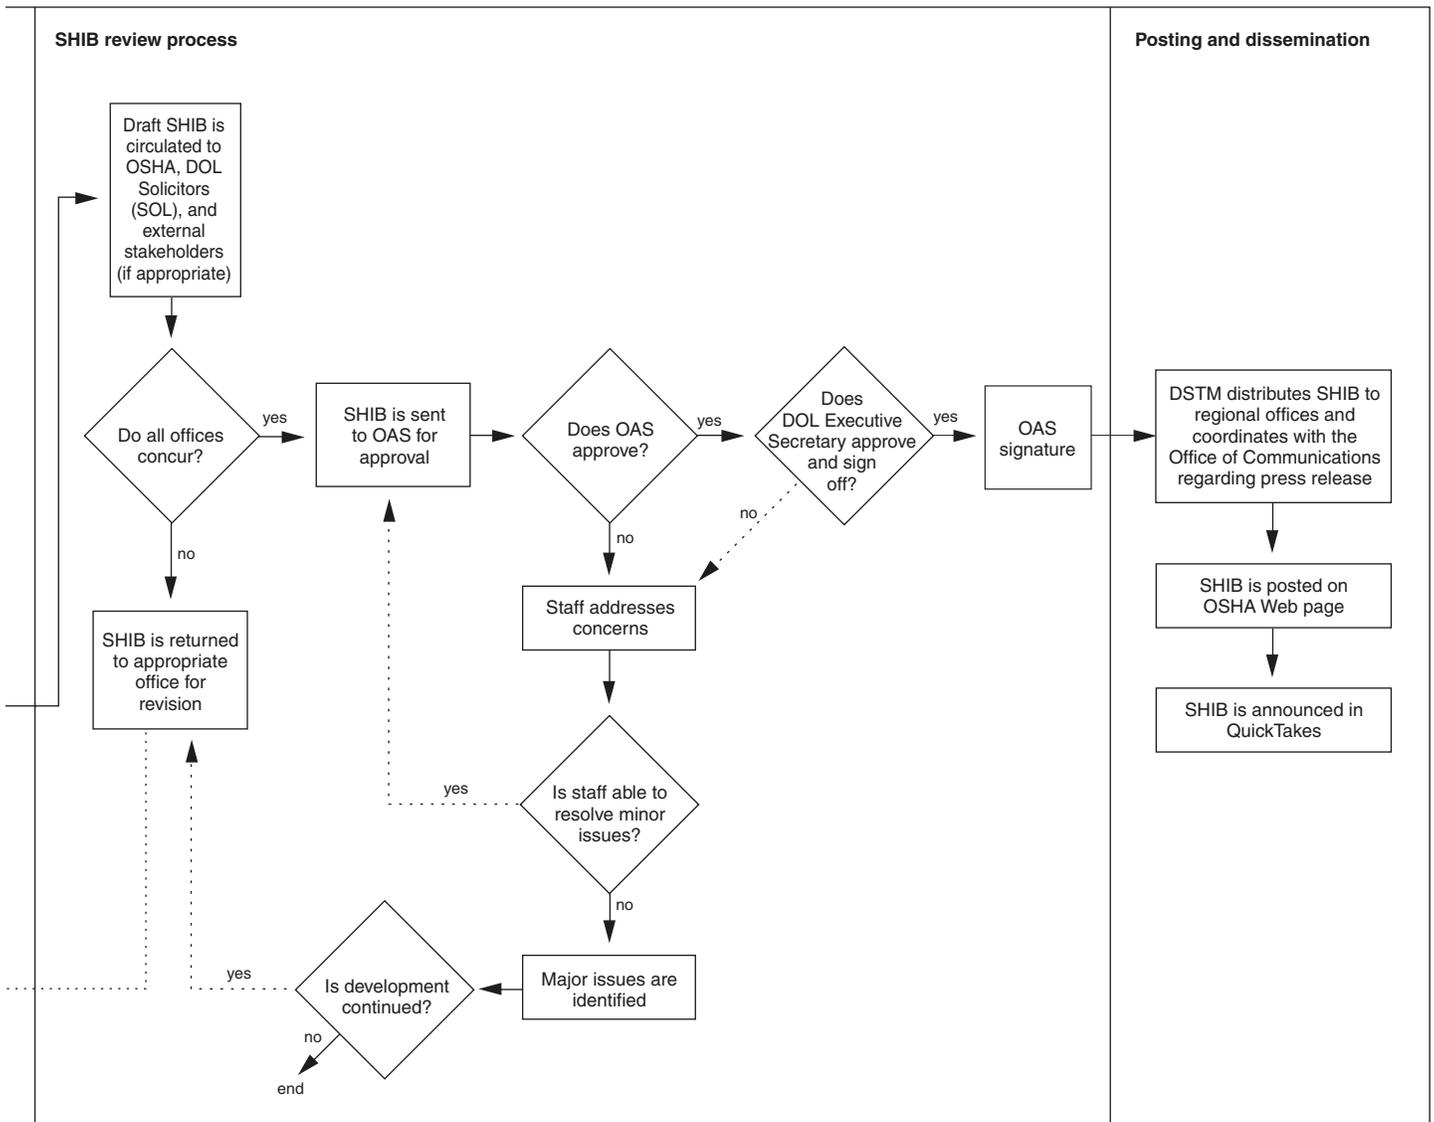 SHIB review process
Posting and dissemination
Draft SHIB is
circulated to
OSHA, DOL
Solicitors
(SOL), and
external
stakeholders
(if appropriate)
Do all offices
concur?
yes
no
SHIB is returned
to appropriate
office for
revision
SHIB is sent
to OAS for
approval
Does OAS
approve?
yes
no
Does
DOL Executive
Secretary approve
and sign
off?
yes
no
OAS
signature
Staff addresses
concerns
Is staff able to
resolve minor
issues?
yes
no
Major issues are
identified
Is development
continued?
yes
no
end
DSTM distributes SHIB to
regional offices and
coordinates with the
Office of Communications
regarding press release
SHIB is posted on
OSHA Web page
SHIB is announced in
QuickTakes